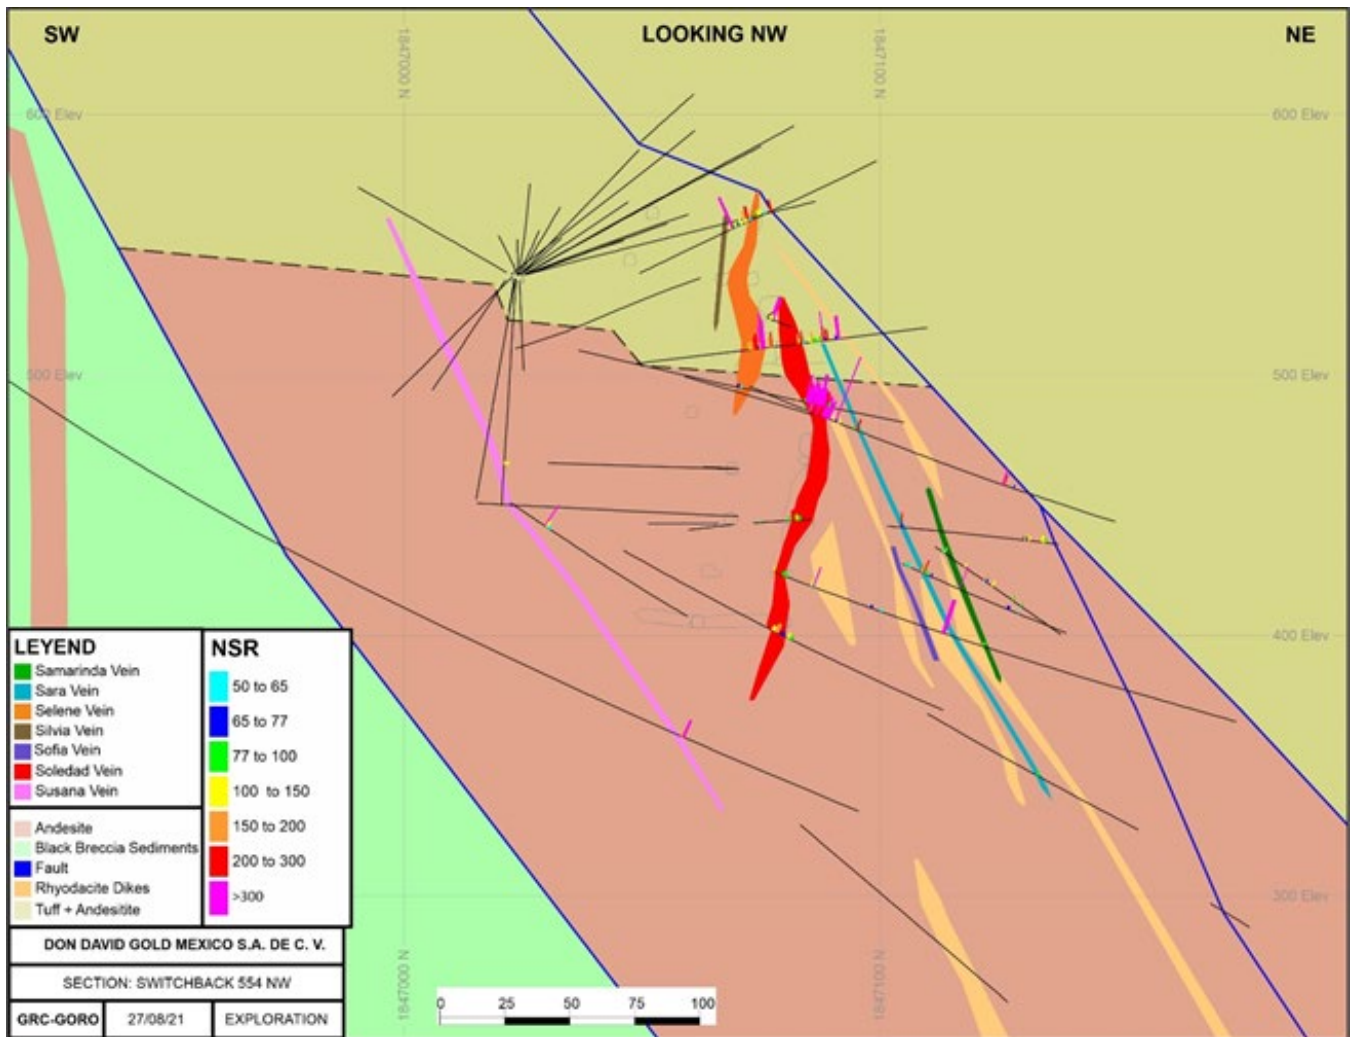 SW
LOOKING NW
NE
1847000 N
1847100 N
600 Elev
600 Elev
500 Elev
500 Elev
400 Elev
300 Elev
LEYEND
Samarinda Vein
Sara Vein
Selene Vein
Silvia Vein
Sofia Vein
Soledad Vein
Susana Vein
Andesite
Black Breccia Sediments
Fault
Rhyodacite Dikes
Tuff + Andesitite
NSR
50 to 65
65 to 77
77 to 100
100 to 150
150 to 200
200 to 300
>300
DON DAVID GOLD MEXICO S.A. DE C. V.
SECTION: SWITCHBACK 554 NW
GRC-GORO 27/08/21 EXPLORATION
1847000 N
1847100 N
0 25 50 75 100